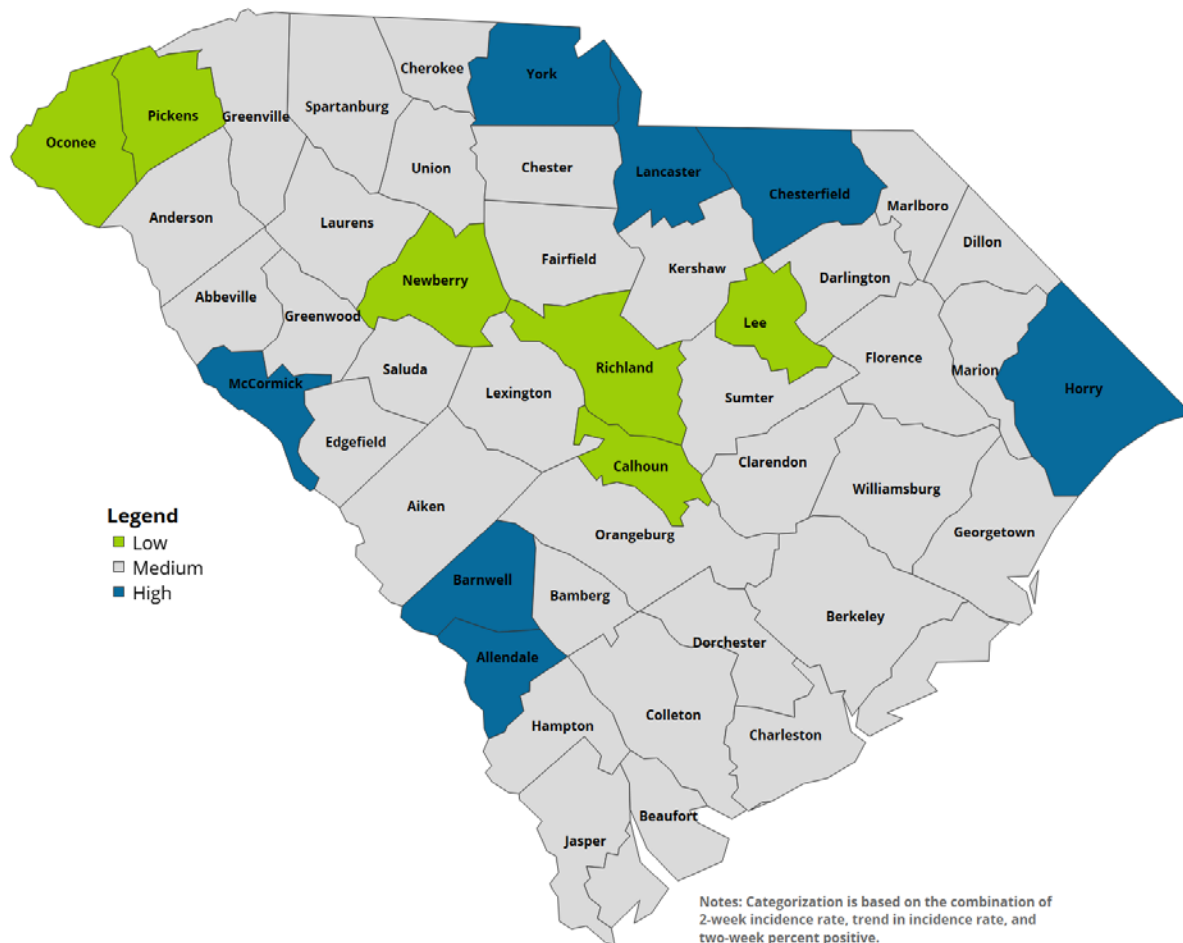 Cherokee
York
Spartanburg
Pickens
Greenville
Oconee
Union
Chester
Lancaster
Chesterfield
Marlboro
Anderson
Laurens
Dillon
Fairfield
Kershaw
Newberry
Darlington
Abbeville
Greenwood
Lee
Florence
Richland
Saluda
Marion
McCormick
Horry
Lexington
Sumter
Edgefield
Clarendon
Calhoun
Williamsburg
Aiken
Georgetown
Orangeburg
Legend
Low
Medium
High
Barnwell
Bamberg
Berkeley
Dorchester
Allendale
Colleton
Hampton
Charleston
Beaufort
Jasper
Notes: Categorization is based on the combination of
2-week incidence rate, trend in incidence rate, and
two-week percent positive.